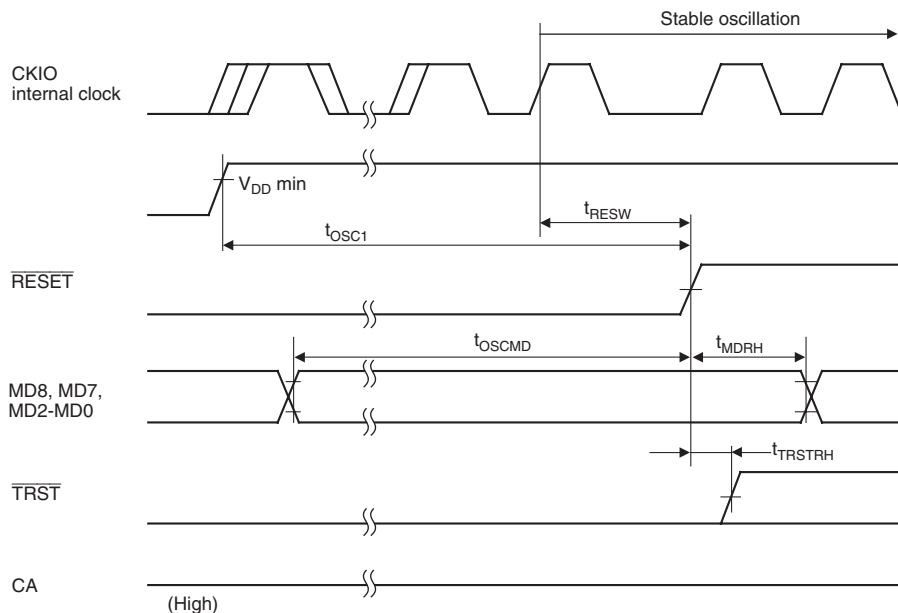 Stable oscillation
CKIO
internal clock
VDD min
tRESW
tOSC1
RESET
tOSCMD
tMDRH
MD8, MD7,
MD2-MD0
tTRSTRH
TRST
CA
(High)